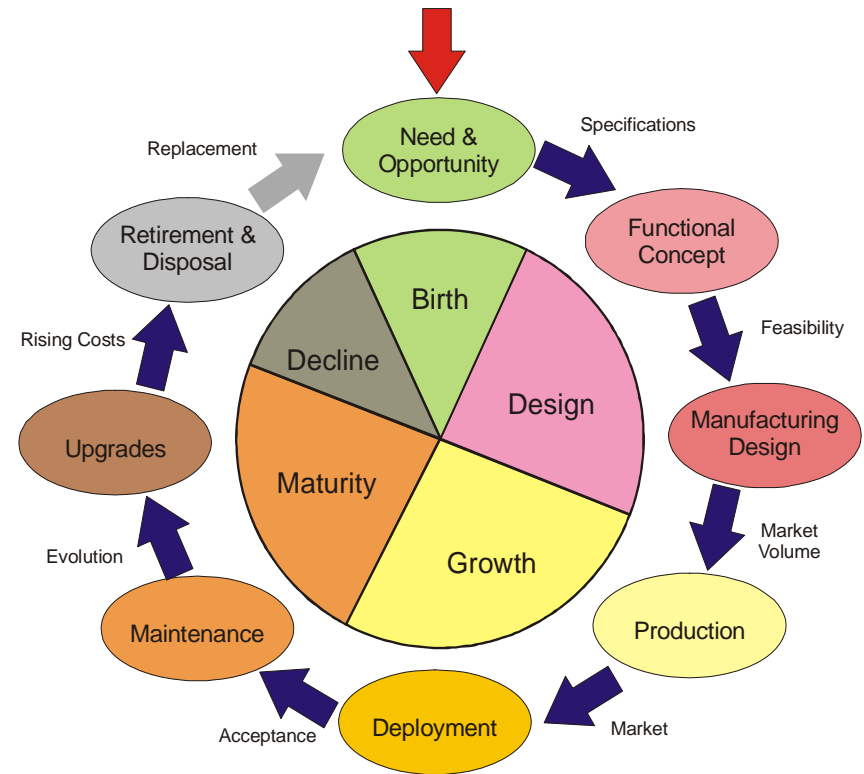 Need &
Opportunity
Specifications
Functional
Concept
Feasibility
Manufacturing
Design
Market
Volume
Production
Market
Deployment
Acceptance
Maintenance
Evolution
Upgrades
Rising Costs
Retirement &
Disposal
Replacement
Birth
Design
Growth
Maturity
Decline